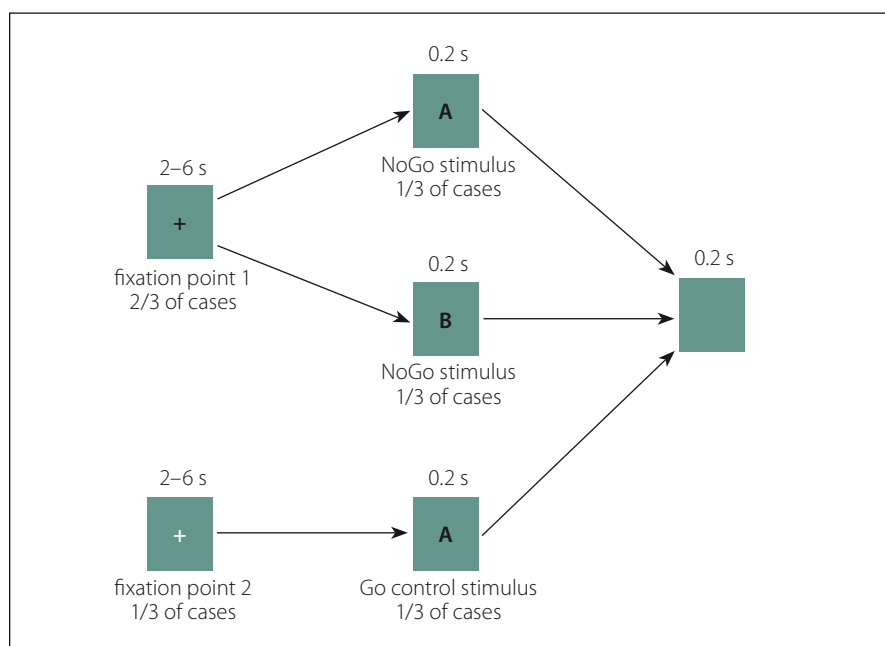 0.2 s
A
NoGo stimulus
1/3 of cases
2–6 s
+
fixation point 1
2/3 of cases
0.2 s
B
NoGo stimulus
1/3 of cases
0.2 s
2–6 s
+
fixation point 2
1/3 of cases
0.2 s
A
Go control stimulus
1/3 of cases